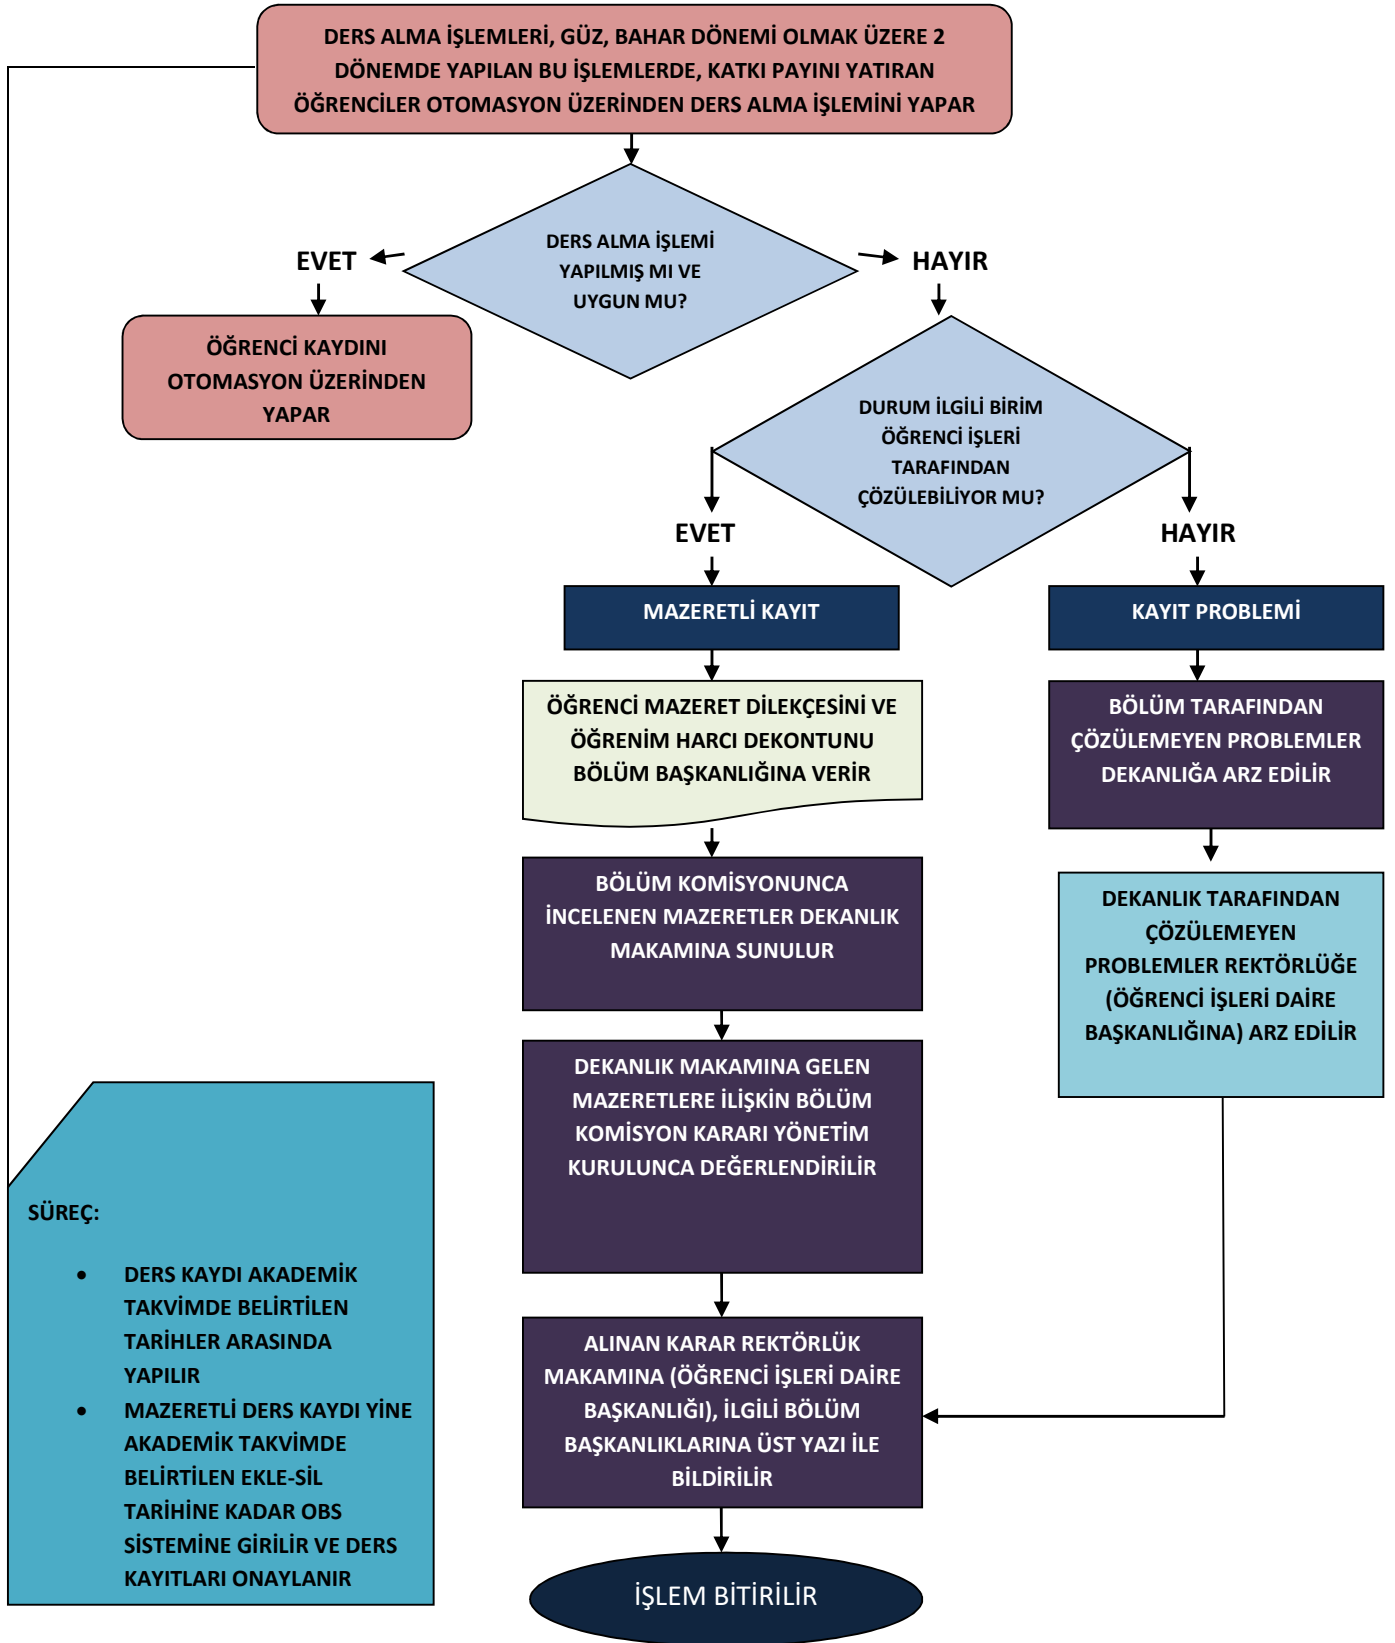 DERS ALMA İŞLEMLERİ, GÜZ, BAHAR DÖNEMİ OLMAK ÜZERE 2
DÖNEMDE YAPILAN BU İŞLEMLERDE, KATKI PAYINI YATIRAN
ÖĞRENCİLER OTOMASYON ÜZERİNDEN DERS ALMA İŞLEMİNİ YAPAR
DERS ALMA İŞLEMİ
YAPILMIŞ MI VE
UYGUN MU?
EVET
HAYIR
ÖĞRENCİ KAYDINI
OTOMASYON ÜZERİNDEN
YAPAR
DURUM İLGİLİ BİRİM
ÖĞRENCİ İŞLERİ
TARAFINDAN
ÇÖZÜLEBİLİYOR MU?
EVET
HAYIR
MAZERETLİ KAYIT
KAYIT PROBLEMİ
ÖĞRENCİ MAZERET DİLEKÇESİNİ VE
ÖĞRENİM HARCI DEKONTUNU
BÖLÜM BAŞKANLIĞINA VERİR
BÖLÜM TARAFINDAN
ÇÖZÜLEMEYEN PROBLEMLER
DEKANLIĞA ARZ EDİLİR
BÖLÜM KOMİSYONUNCA
İNCELENEN MAZERETLER DEKANLIK
MAKAMINA SUNULUR
DEKANLIK TARAFINDAN
ÇÖZÜLEMEYEN
PROBLEMLER REKTÖRLÜĞE
(ÖĞRENCİ İŞLERİ DAİRE
BAŞKANLIĞINA) ARZ EDİLİR
DEKANLIK MAKAMINA GELEN
MAZERETLERE İLİŞKİN BÖLÜM
KOMİSYON KARARI YÖNETİM
KURULUNCA DEĞERLENDİRİLİR
SÜREÇ:
• DERS KAYDI AKADEMİK
TAKVİMDE BELİRTİLEN
TARİHLER ARASINDA
YAPILIR
• MAZERETLİ DERS KAYDI YİNE
AKADEMİK TAKVİMDE
BELİRTİLEN EKLE-SİL
TARİHİNE KADAR OBS
SİSTEMİNE GİRİLİR VE DERS
KAYITLARI ONAYLANIR
ALINAN KARAR REKTÖRLÜK
MAKAMINA (ÖĞRENCİ İŞLERİ DAİRE
BAŞKANLIĞI), İLGİLİ BÖLÜM
BAŞKANLIKLARINA ÜST YAZI İLE
BİLDİRİLİR
İŞLEM BİTİRİLİR